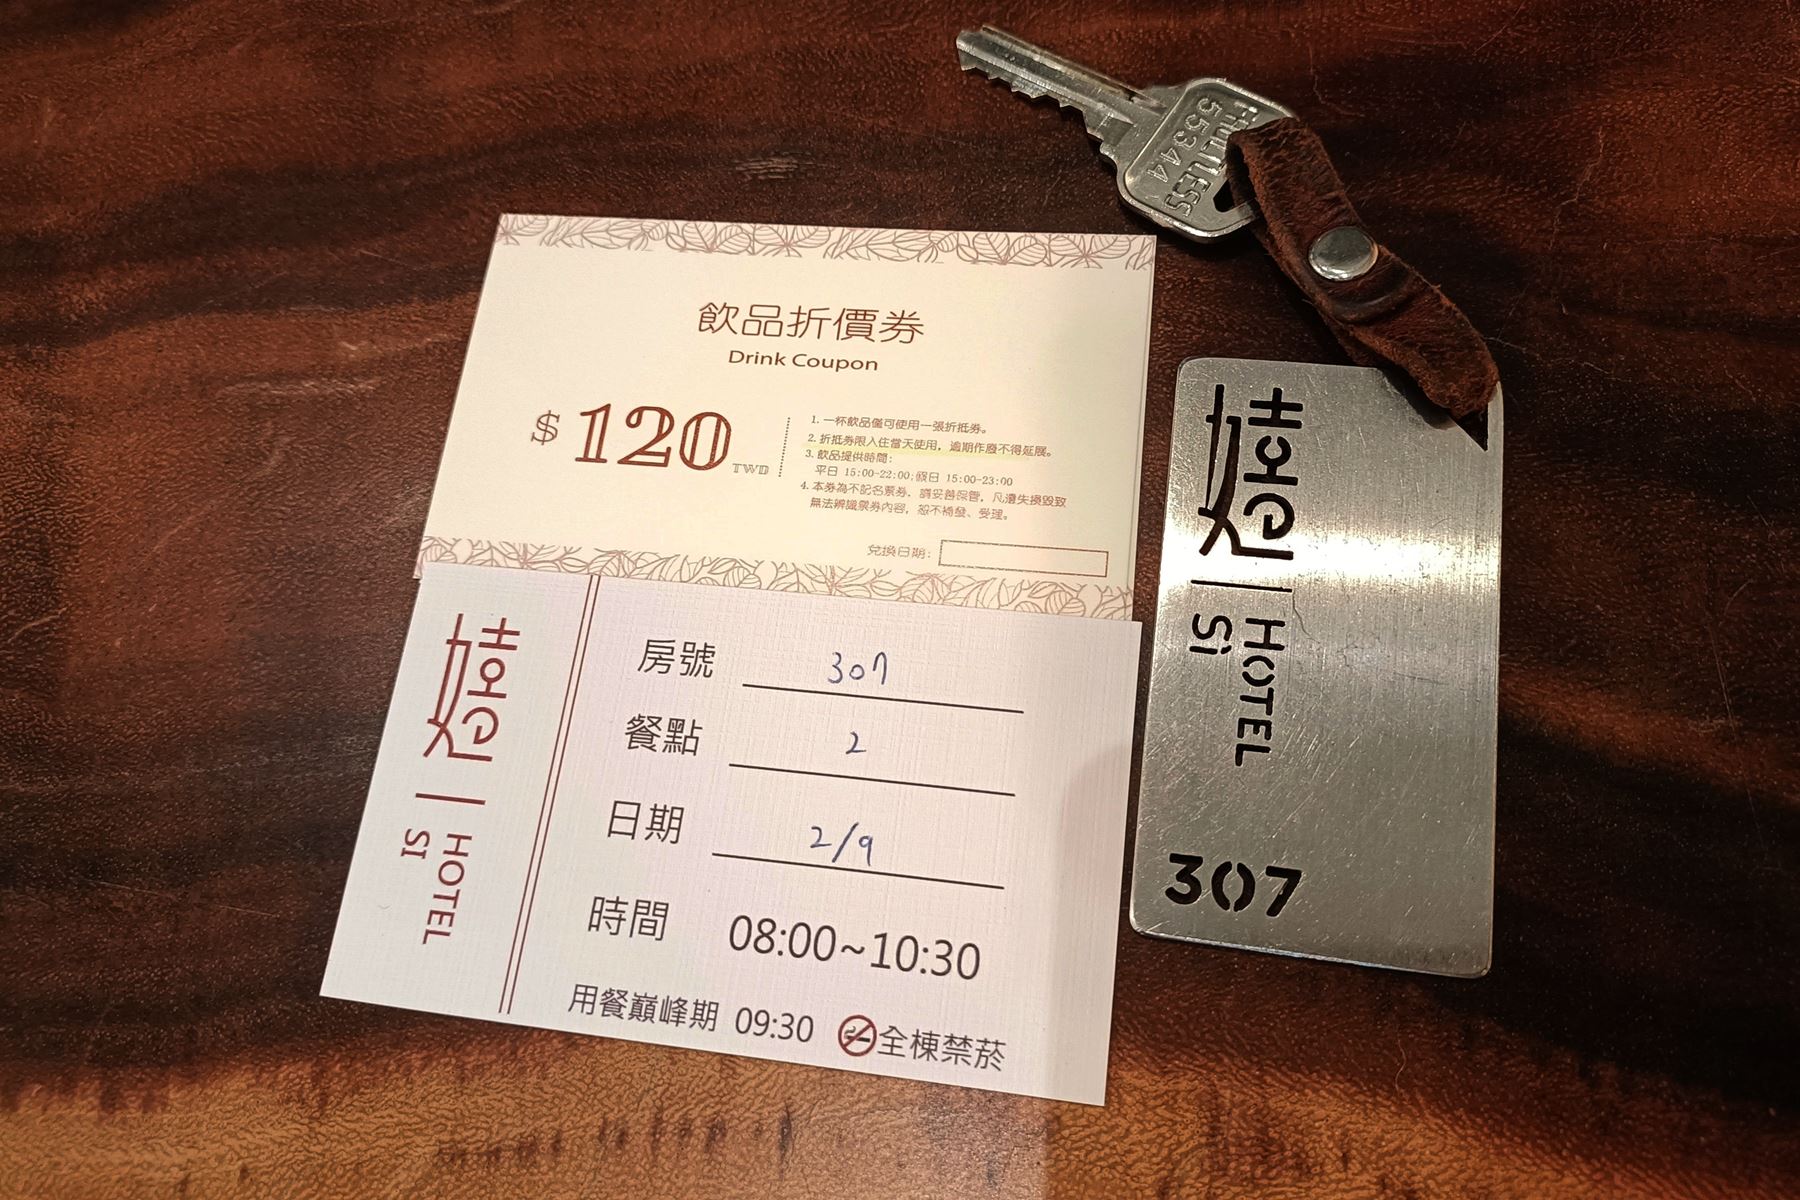 飲品折價券
Drink Coupon
$ 120 TWD
1. 一杯飲品僅可使用一張折抵券。
2. 折抵券限入住當天使用，逾期作廢不得延展。
3. 飲品提供時間：
平日 15:00-22:00;假日 15:00-23:00
4. 本券為不記名票券，請妥善保管，凡遺失損毀致
無法辨識票券內容，恕不補發、受理。
兌換日期:
HOTEL
SI
房號 307
餐點 2
日期 2/9
時間 08:00~10:30
用餐巔峰期 09:30 全棟禁菸
55344
HOTEL
Si
307